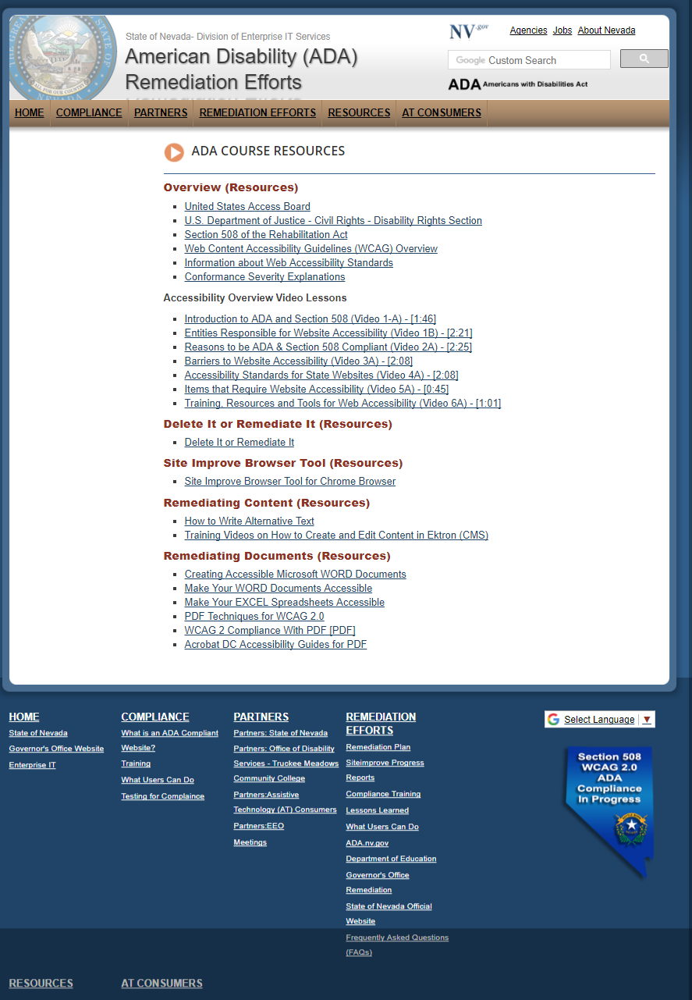 State of Nevada- Division of Enterprise IT Services
American Disability (ADA)
Remediation Efforts
NV.gov
Agencies Jobs About Nevada
Google Custom Search
ADA Americans with Disabilities Act
ALL FOR OUR COUNTRY
HOME COMPLIANCE PARTNERS REMEDIATION EFFORTS RESOURCES AT CONSUMERS
ADA COURSE RESOURCES
Overview (Resources)
United States Access Board
U.S. Department of Justice - Civil Rights - Disability Rights Section
Section 508 of the Rehabilitation Act
Web Content Accessibility Guidelines (WCAG) Overview
Information about Web Accessibility Standards
Conformance Severity Explanations
Accessibility Overview Video Lessons
Introduction to ADA and Section 508 (Video 1-A) - [1:46]
Entities Responsible for Website Accessibility (Video 1B) - [2:21]
Reasons to be ADA & Section 508 Compliant (Video 2A) - [2:25]
Barriers to Website Accessibility (Video 3A) - [2:08]
Accessibility Standards for State Websites (Video 4A) - [2:08]
Items that Require Website Accessibility (Video 5A) - [0:45]
Training, Resources and Tools for Web Accessibility (Video 6A) - [1:01]
Delete It or Remediate It (Resources)
Delete It or Remediate It
Site Improve Browser Tool (Resources)
Site Improve Browser Tool for Chrome Browser
Remediating Content (Resources)
How to Write Alternative Text
Training Videos on How to Create and Edit Content in Ektron (CMS)
Remediating Documents (Resources)
Creating Accessible Microsoft WORD Documents
Make Your WORD Documents Accessible
Make Your EXCEL Spreadsheets Accessible
PDF Techniques for WCAG 2.0
WCAG 2 Compliance With PDF [PDF]
Acrobat DC Accessibility Guides for PDF
HOME
State of Nevada
Governor's Office Website
Enterprise IT
COMPLIANCE
What is an ADA Compliant
Website?
Training
What Users Can Do
Testing for Complaince
PARTNERS
Partners: State of Nevada
Partners: Office of Disability
Services - Truckee Meadows
Community College
Partners:Assistive
Technology (AT) Consumers
Partners:EEO
Meetings
REMEDIATION
EFFORTS
Remediation Plan
Siteimprove Progress
Reports
Compliance Training
Lessons Learned
What Users Can Do
ADA.nv.gov
Department of Education
Governor's Office
Remediation
State of Nevada Official
Website
Frequently Asked Questions
(FAQs)
Select Language ▼
Section 508
WCAG 2.0
ADA
Compliance
In Progress
RESOURCES
AT CONSUMERS